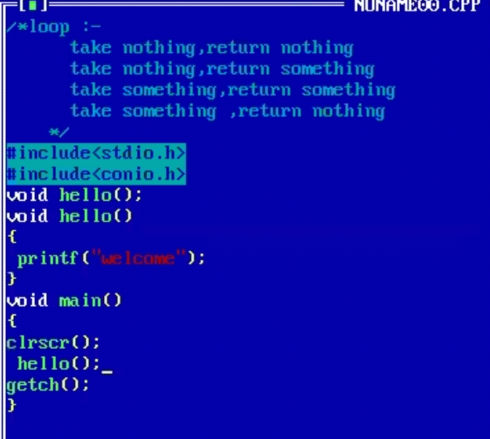 [■] NONAME00.CPP
/*loop :-
take nothing,return nothing
take nothing,return something
take something,return something
take something ,return nothing
*/
#include<stdio.h>
#include<conio.h>
void hello();
void hello()
{
printf("welcome");
}
void main()
{
clrscr();
hello();_
getch();
}